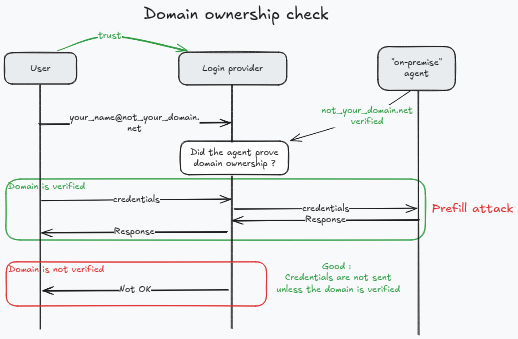 Domain ownership check
trust
User
Login provider
"on-premise"
agent
your_name@not_your_domain.
net
not_your_domain.net
verified
Did the agent prove
domain ownership ?
Domain is verified
credentials
credentials
Response
Response
Prefill attack
Domain is not verified
Not OK
Good :
Credentials are not sent
unless the domain is verified